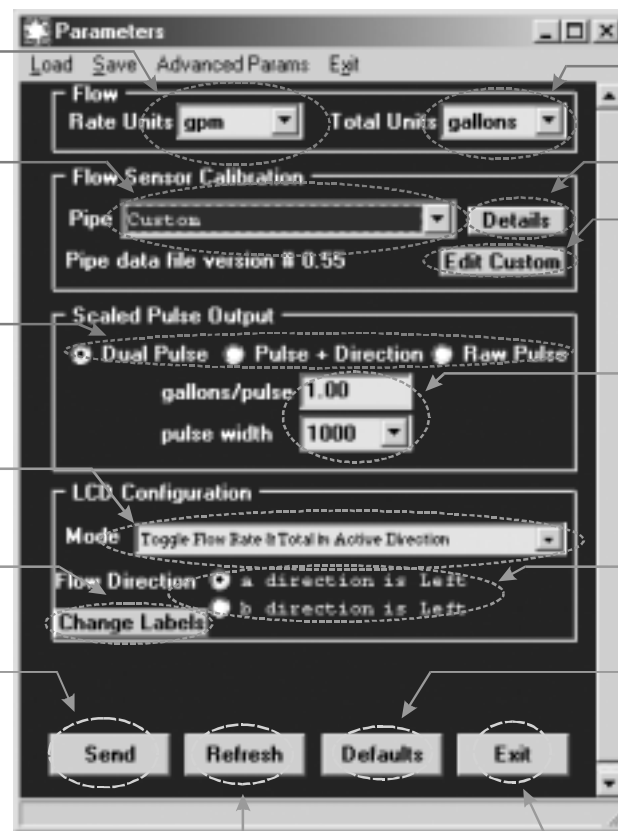 Parameters
Load Save Advanced Params Exit
Flow
Rate Units gpm Total Units gallons
Flow Sensor Calibration
Pipe Custom Details
Pipe data file version # 0.55 Edit Custom
Scaled Pulse Output
Dual Pulse Pulse + Direction Raw Pulse
gallons/pulse 1.00
pulse width 1000
LCD Configuration
Mode Toggle Flow Rate & Total in Active Direction
Flow Direction a direction is Left
b direction is Left
Change Labels
Send Refresh Defaults Exit